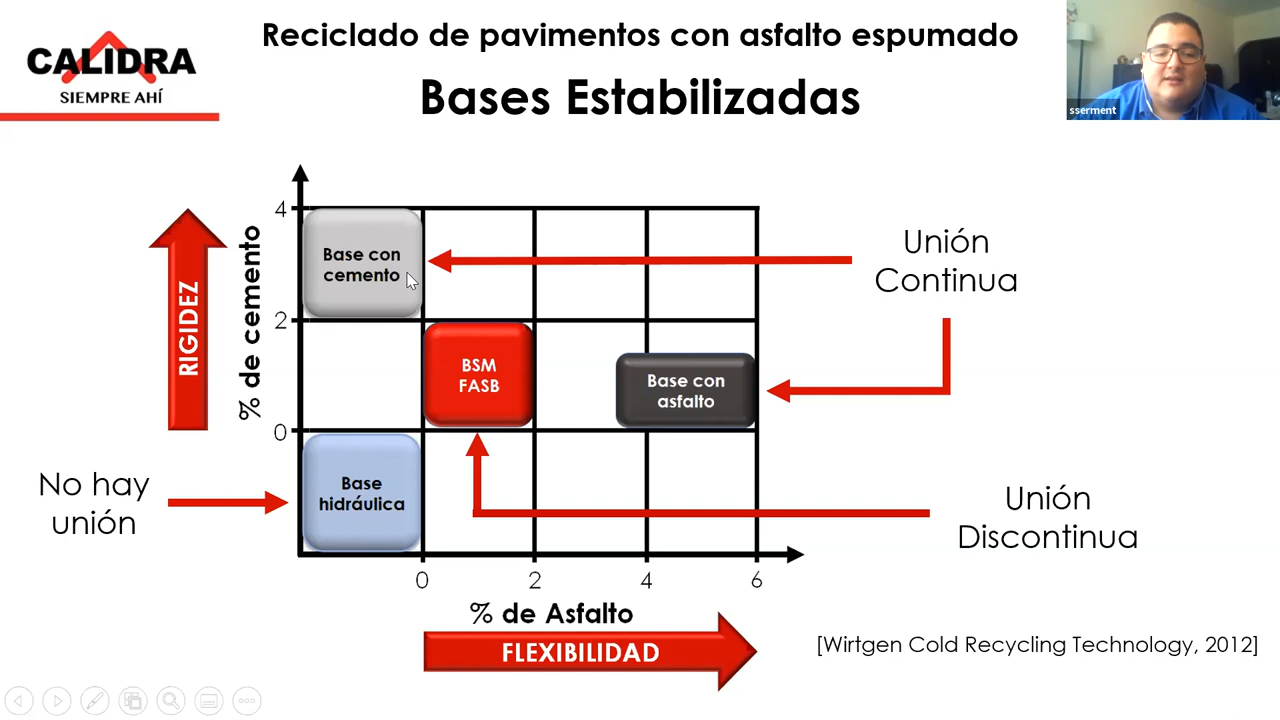 CALIDRA
SIEMPRE AHÍ
Reciclado de pavimentos con asfalto espumado
Bases Estabilizadas
sserment
RIGIDEZ
% de cemento
4
2
0
Base con
cemento
BSM
FASB
Base con
asfalto
Base
hidráulica
Unión
Continua
No hay
unión
Unión
Discontinua
0
2
4
6
% de Asfalto
FLEXIBILIDAD
[Wirtgen Cold Recycling Technology, 2012]